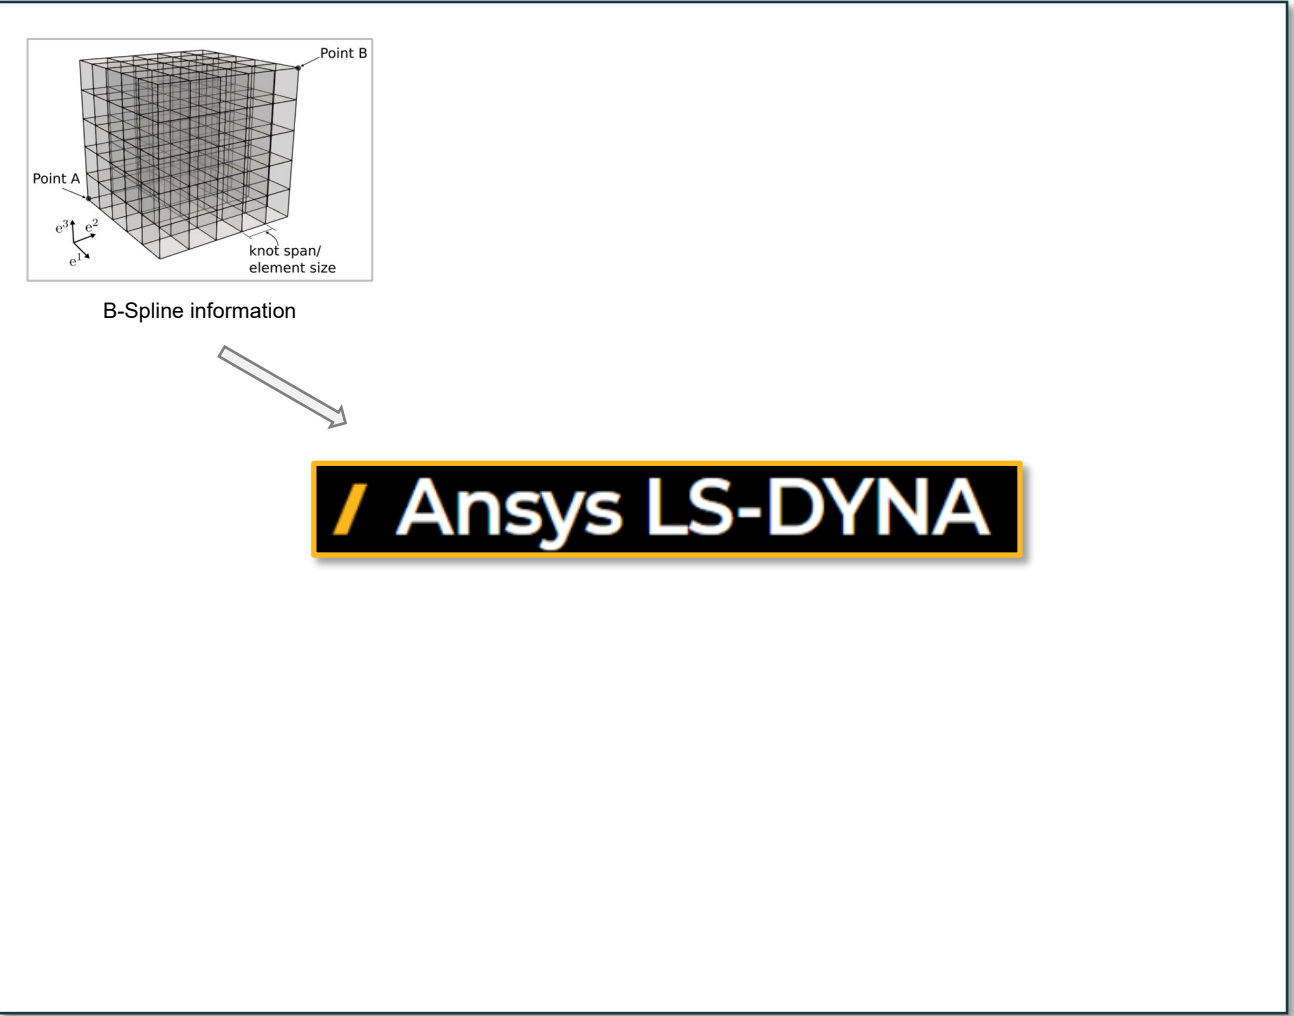 Point B
Point A
e³
e²
e¹
knot span/
element size
B-Spline information
Ansys LS-DYNA